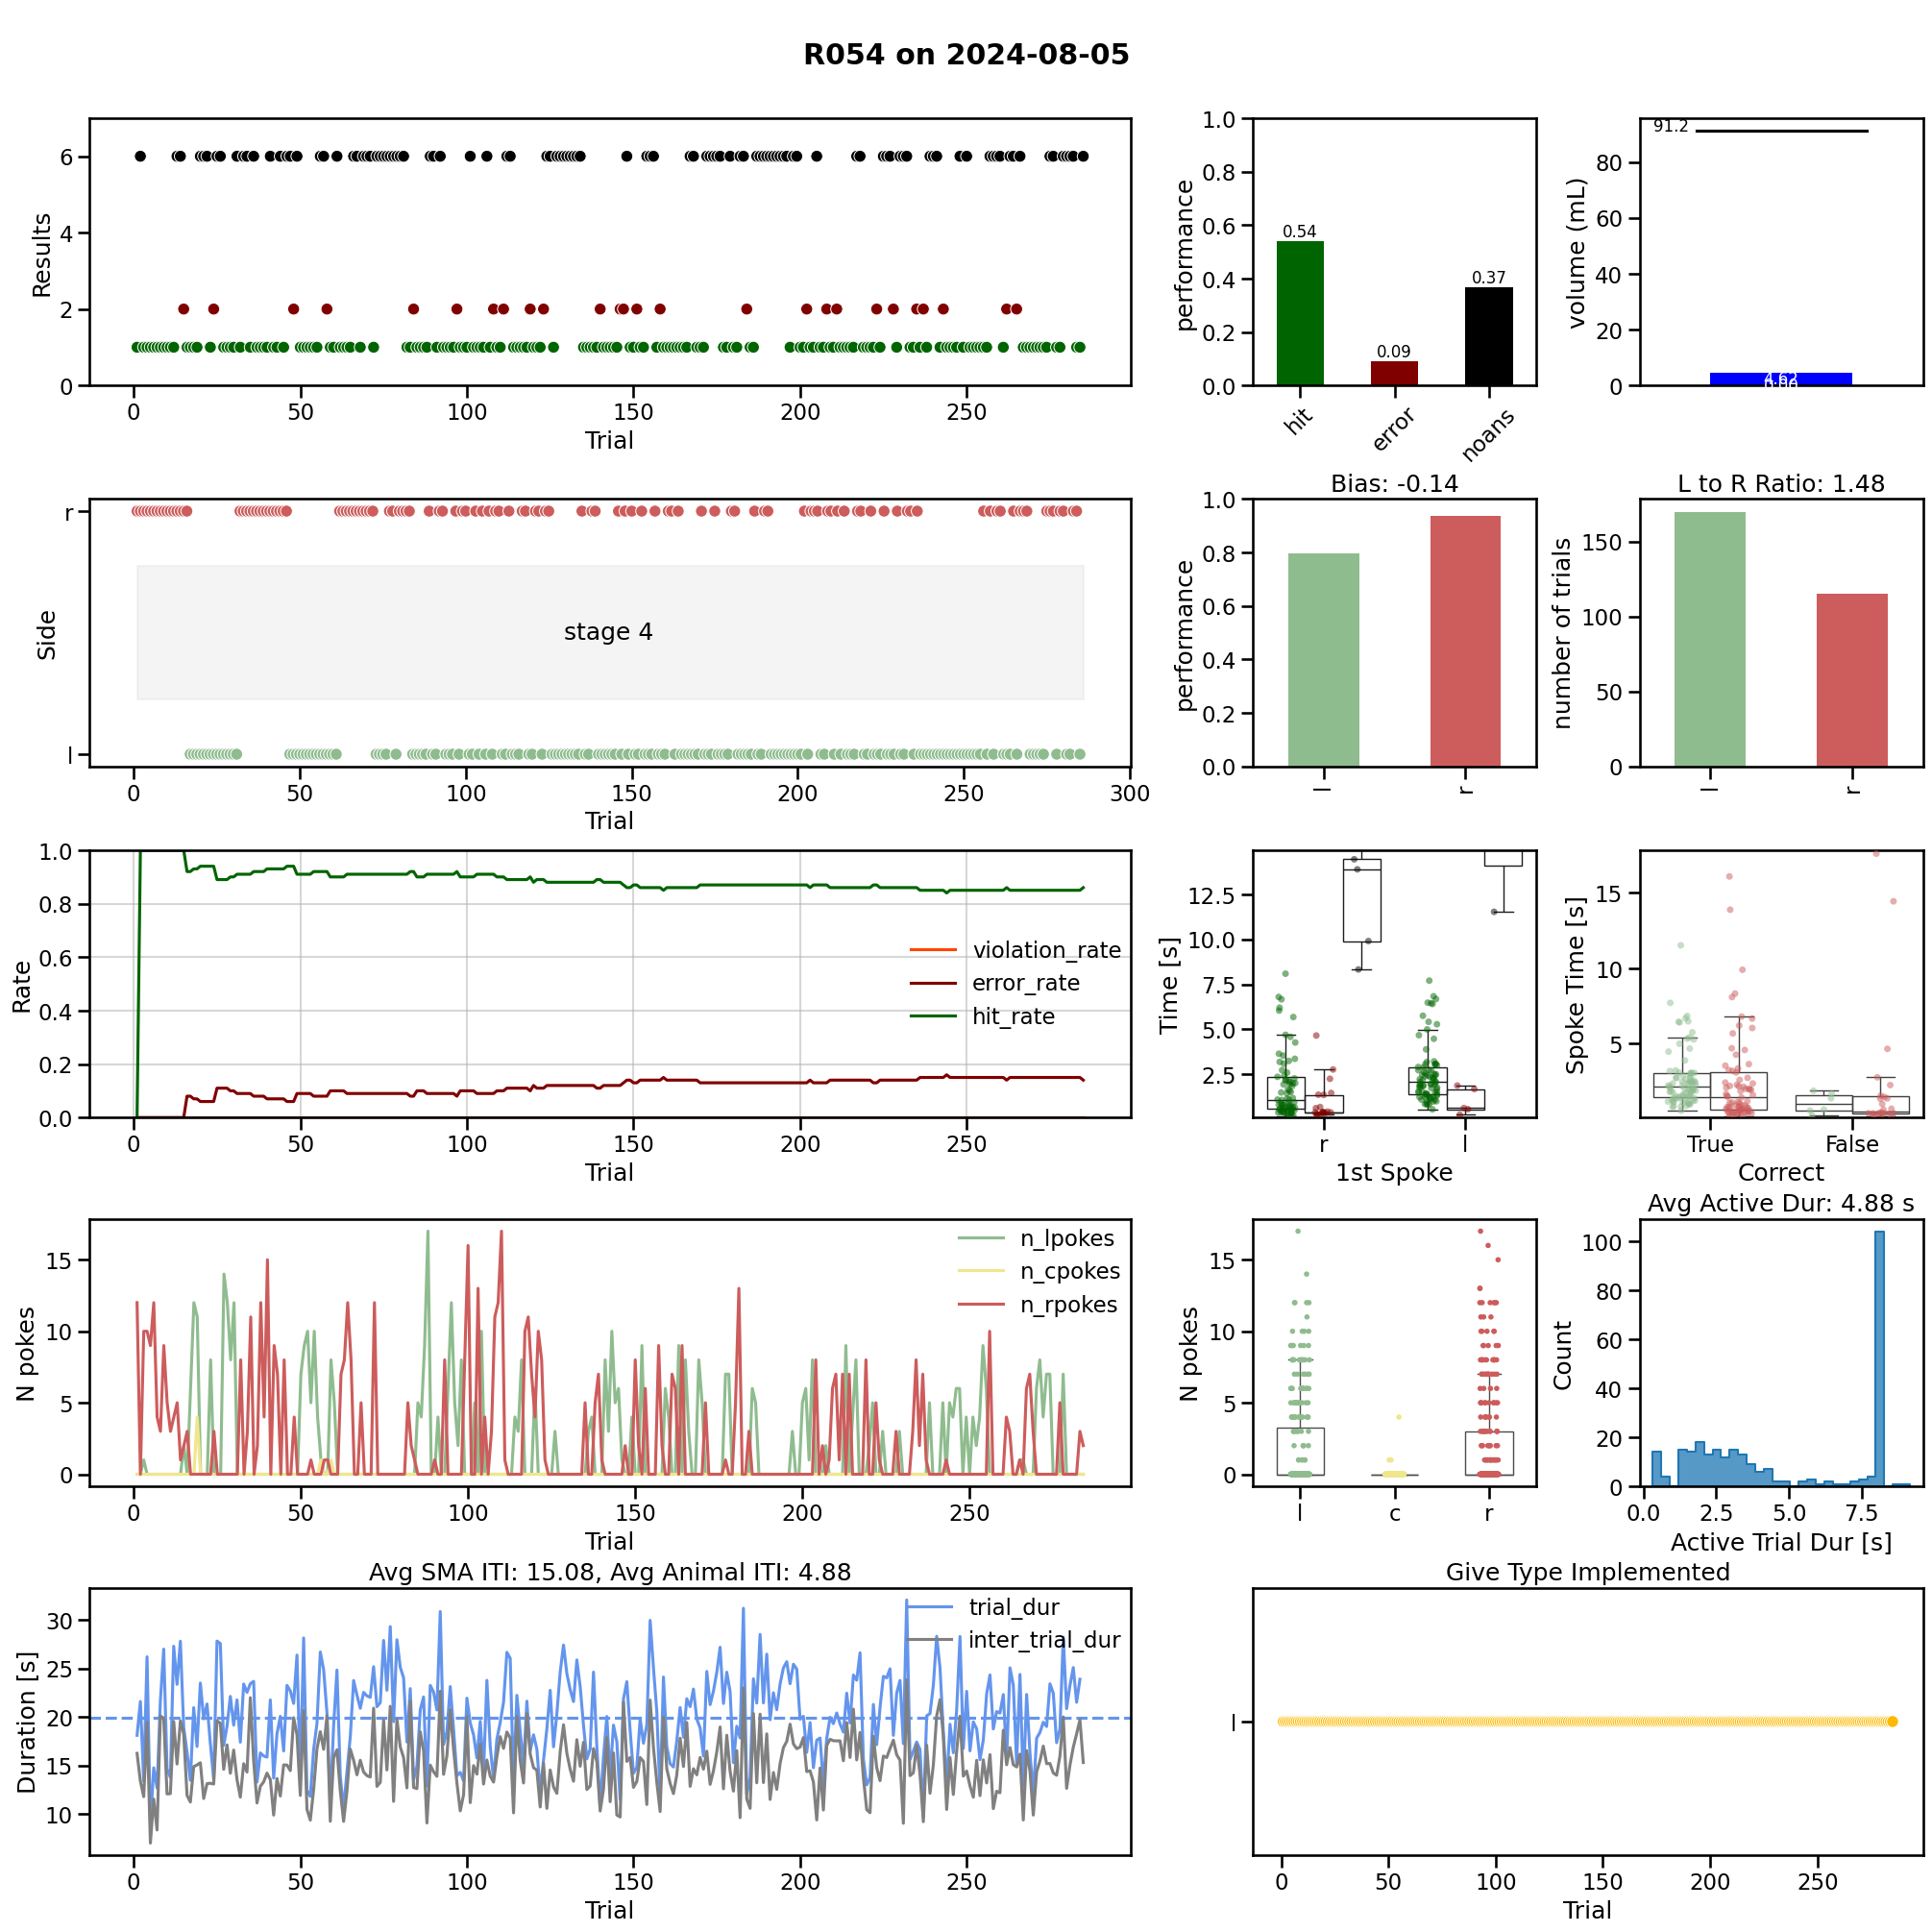 R054 on 2024-08-05
Results
6
4
2
0
0 50 100 150 200 250
Trial
performance
1.0
0.8
0.6
0.4
0.2
0.0
0.54
0.09
0.37
hit error noans
volume (mL)
80
60
40
20
0
91.2
4.62
Side
r
l
stage 4
0 50 100 150 200 250 300
Trial
Bias: -0.14
performance
1.0
0.8
0.6
0.4
0.2
0.0
l r
L to R Ratio: 1.48
number of trials
150
100
50
0
l r
Rate
1.0
0.8
0.6
0.4
0.2
0.0
violation_rate
error_rate
hit_rate
0 50 100 150 200 250
Trial
Time [s]
12.5
10.0
7.5
5.0
2.5
r l
1st Spoke
Spoke Time [s]
15
10
5
True False
Correct
N pokes
15
10
5
0
n_lpokes
n_cpokes
n_rpokes
0 50 100 150 200 250
Trial
N pokes
15
10
5
0
l c r
Avg Active Dur: 4.88 s
Count
100
80
60
40
20
0
0.0 2.5 5.0 7.5
Active Trial Dur [s]
Avg SMA ITI: 15.08, Avg Animal ITI: 4.88
Duration [s]
30
25
20
15
10
trial_dur
inter_trial_dur
0 50 100 150 200 250
Trial
Give Type Implemented
l
0 50 100 150 200 250
Trial